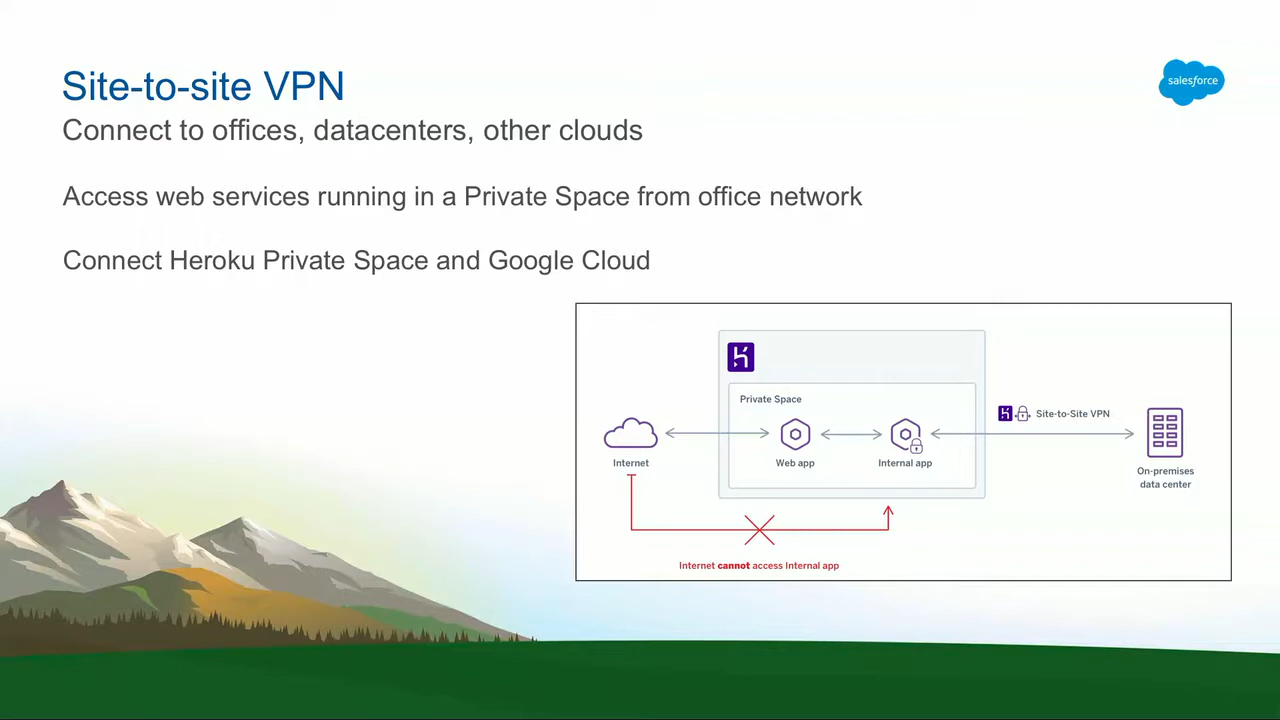 Site-to-site VPN
salesforce
Connect to offices, datacenters, other clouds
Access web services running in a Private Space from office network
Connect Heroku Private Space and Google Cloud
Private Space
Site-to-Site VPN
Internet
Web app
Internal app
On-premises
data center
Internet cannot access Internal app